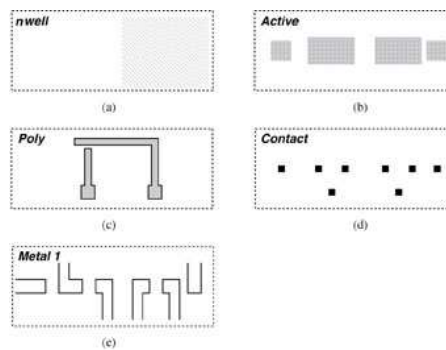 nwell
Active
(a)
(b)
Poly
Contact
(c)
(d)
Metal 1
(e)